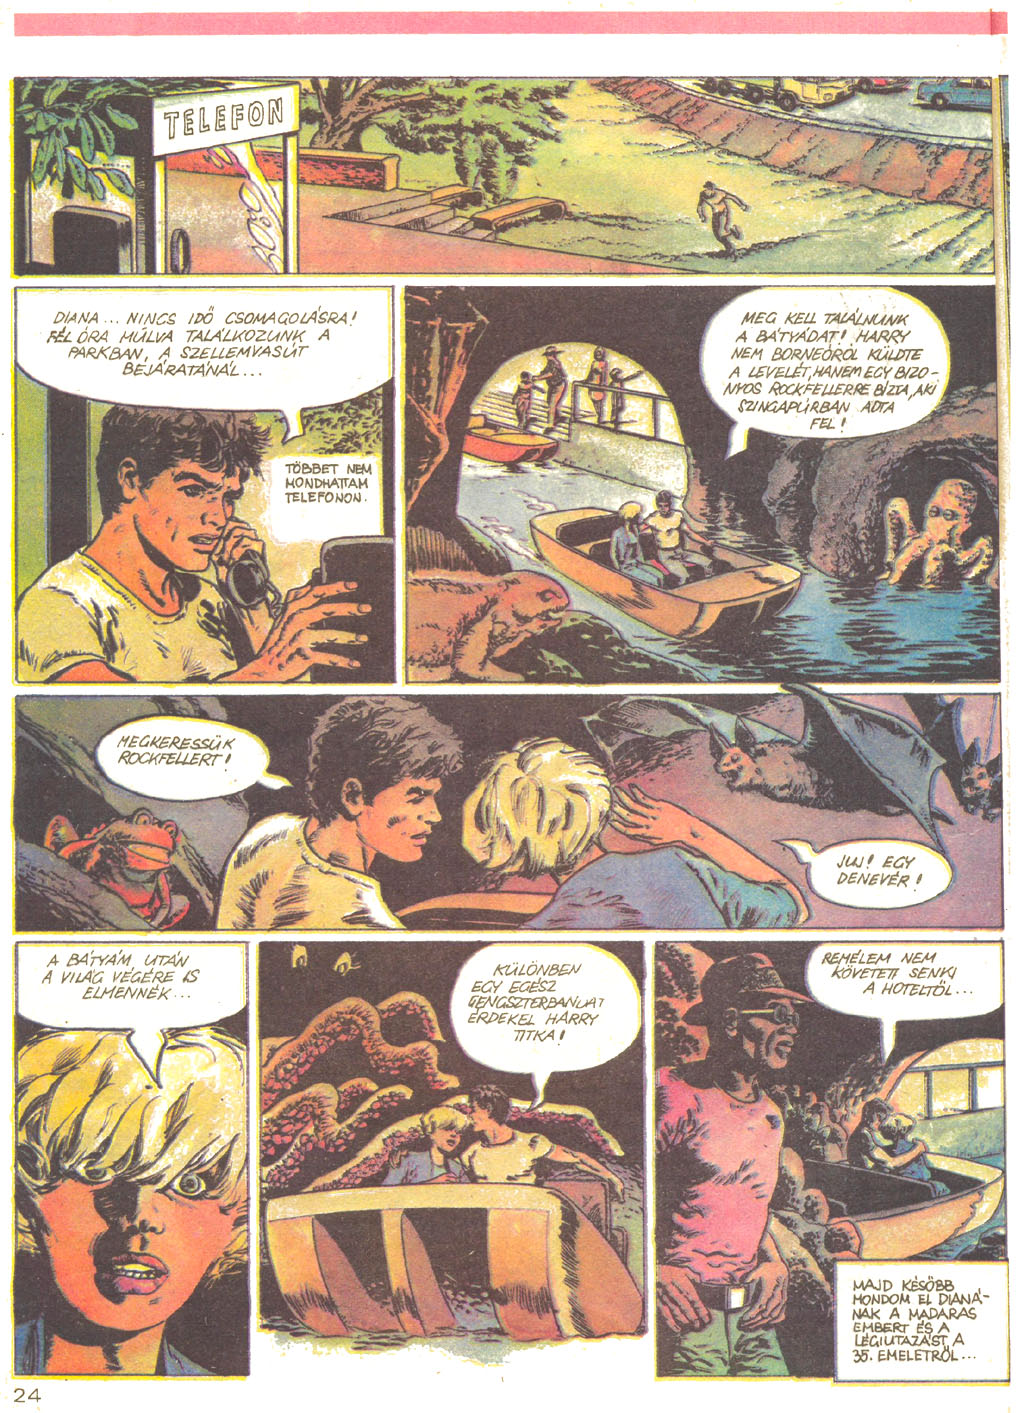 TELEFON
DIANA... NINCS IDŐ CSOMAGOLÁSRA!
FÉL ÓRA MÚLVA TALÁLKOZUNK A
PARKBAN, A SZELLEMVASÚT
BEJÁRATÁNÁL...
TÖBBET NEM
MONDHATTAM
TELEFONON.
MEG KELL TALÁLNUNK
A BÁTYÁDAT! HARRY
NEM BORNEÓRÓL KÜLDTE
A LEVELÉT, HANEM EGY BIZO-
NYOS ROCKFELLERRE BÍZTA, AKI
SZINGAPÚRBAN ADTA
FEL!
MEGKERESSÜK
ROCKFELLERT!
JUJ! EGY
DENEVÉR!
A BÁTYÁM UTÁN
A VILÁG VÉGÉRE IS
ELMENNÉK...
KÜLÖNBEN
EGY EGÉSZ
GENGSZTERBANDÁT
ÉRDEKEL HARRY
TITKA!
REMÉLEM NEM
KÖVETETT SENKI
A HOTELTŐL...
MAJD KÉSŐBB
MONDOM EL DIANÁ-
NAK A MADARAS
EMBERT ÉS A
LÉGIUTAZÁST A
35. EMELETRŐL...
24